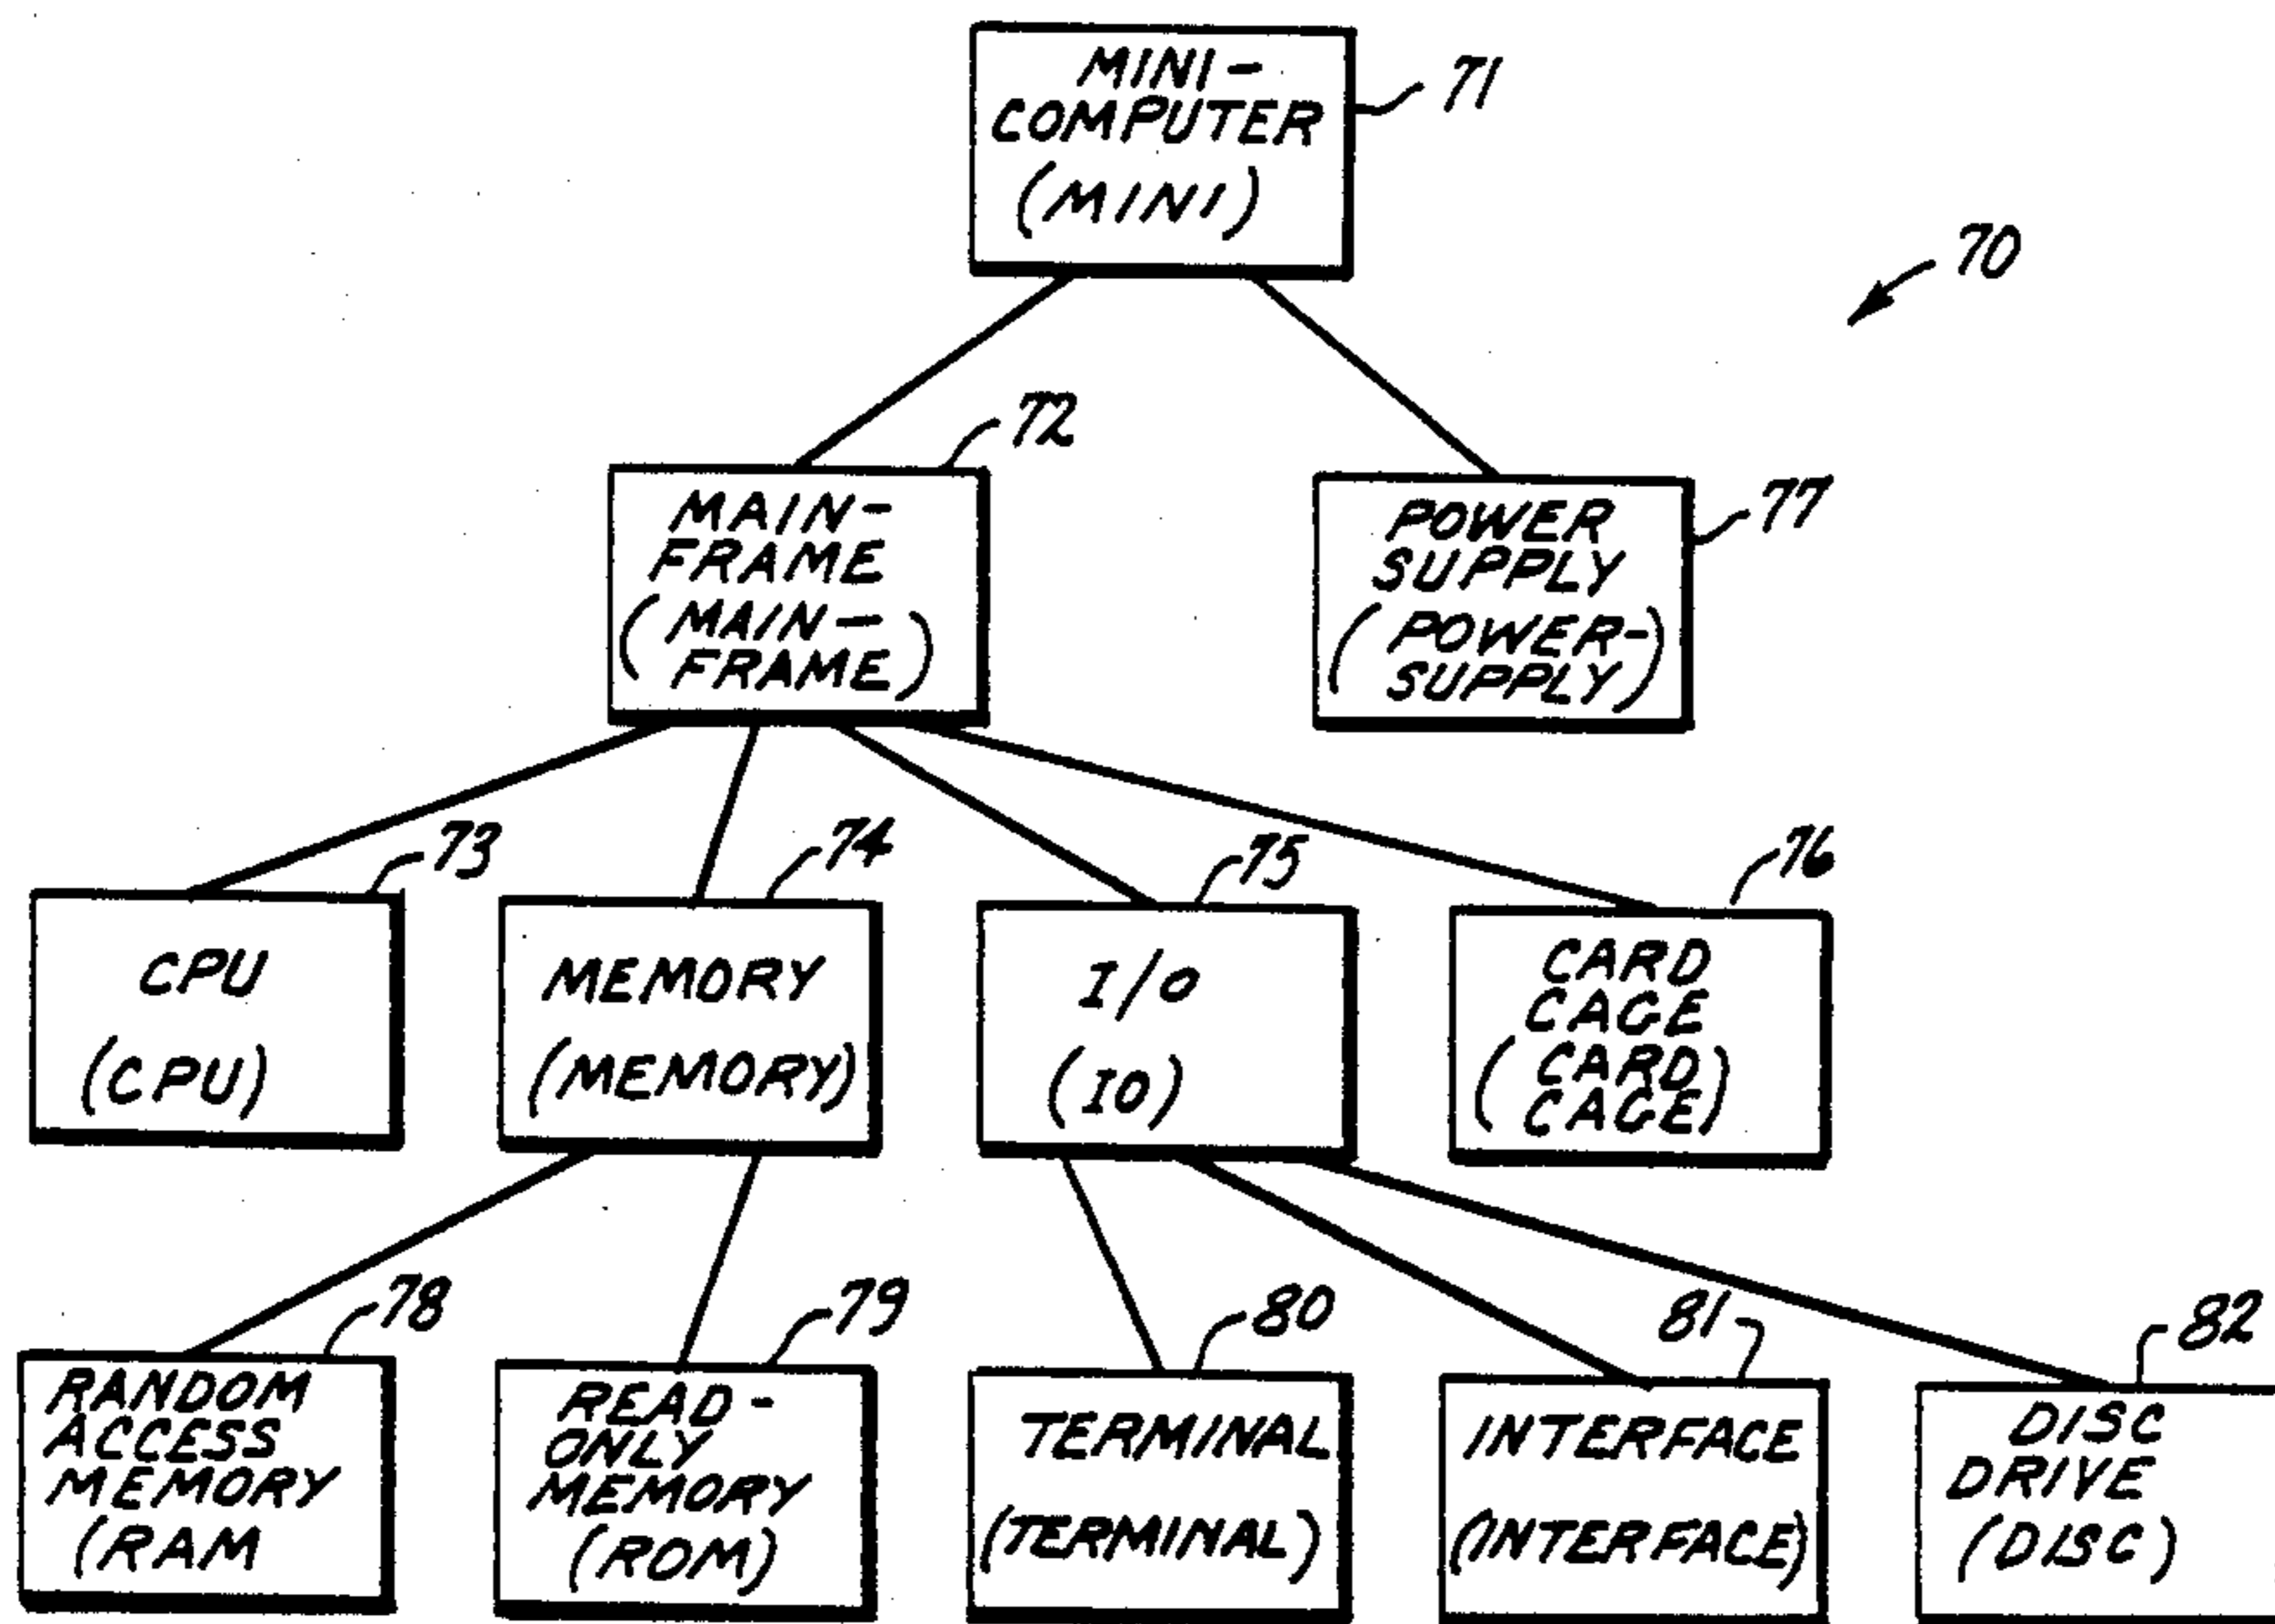 MINI-
COMPUTER
(MINI)
71
70
72
MAIN-
FRAME
(MAIN-
FRAME)
77
POWER
SUPPLY
(POWER-
SUPPLY)
73
CPU
(CPU)
74
MEMORY
(MEMORY)
75
I/O
(IO)
76
CARD
CAGE
(CARD
CAGE)
78
RANDOM
ACCESS
MEMORY
(RAM
79
READ-
ONLY
MEMORY
(ROM)
80
TERMINAL
(TERMINAL)
81
INTERFACE
(INTERFACE)
82
DISC
DRIVE
(DISC)